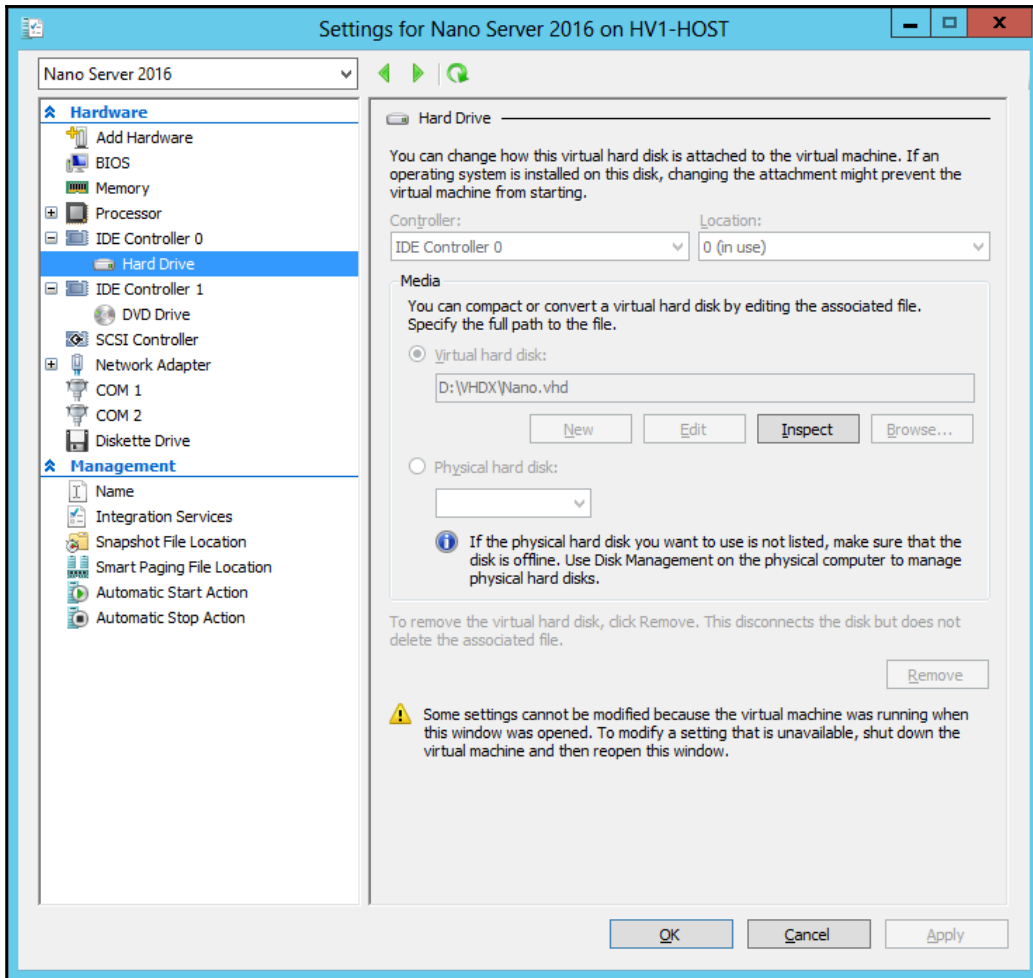 Settings for Nano Server 2016 on HV1-HOST
Nano Server 2016
Hardware
Add Hardware
BIOS
Memory
Processor
IDE Controller 0
Hard Drive
IDE Controller 1
DVD Drive
SCSI Controller
Network Adapter
COM 1
COM 2
Diskette Drive
Management
Name
Integration Services
Snapshot File Location
Smart Paging File Location
Automatic Start Action
Automatic Stop Action
Hard Drive
You can change how this virtual hard disk is attached to the virtual machine. If an
operating system is installed on this disk, changing the attachment might prevent the
virtual machine from starting.
Controller: Location:
IDE Controller 0 0 (in use)
Media
You can compact or convert a virtual hard disk by editing the associated file.
Specify the full path to the file.
Virtual hard disk:
D:\VHDX\Nano.vhd
New Edit Inspect Browse...
Physical hard disk:
If the physical hard disk you want to use is not listed, make sure that the
disk is offline. Use Disk Management on the physical computer to manage
physical hard disks.
To remove the virtual hard disk, click Remove. This disconnects the disk but does not
delete the associated file.
Remove
Some settings cannot be modified because the virtual machine was running when
this window was opened. To modify a setting that is unavailable, shut down the
virtual machine and then reopen this window.
OK Cancel Apply